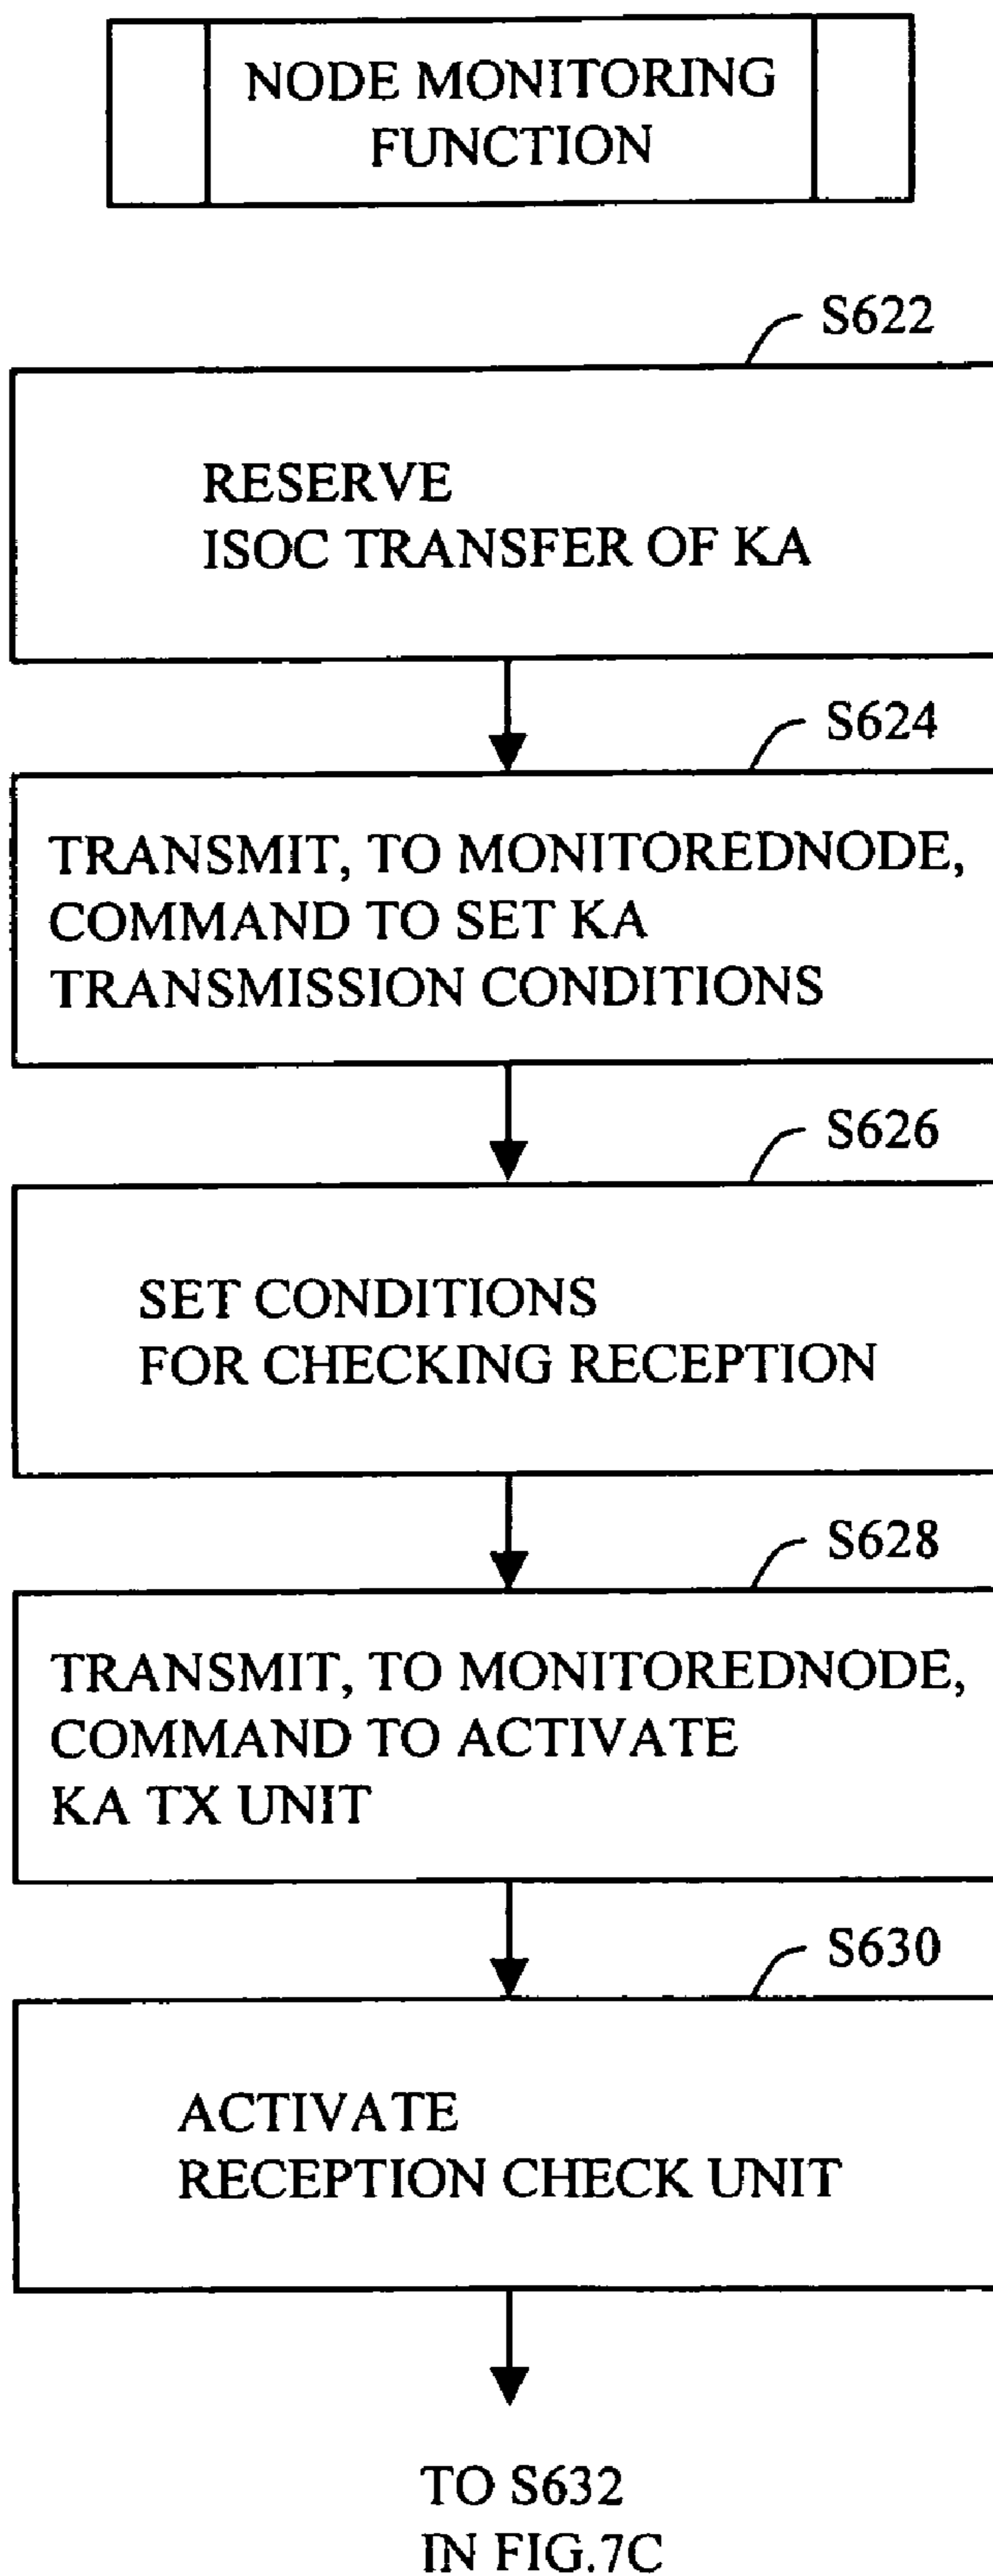 NODE MONITORING
FUNCTION
S622
RESERVE
ISOC TRANSFER OF KA
S624
TRANSMIT, TO MONITOREDNODE,
COMMAND TO SET KA
TRANSMISSION CONDITIONS
S626
SET CONDITIONS
FOR CHECKING RECEPTION
S628
TRANSMIT, TO MONITOREDNODE,
COMMAND TO ACTIVATE
KA TX UNIT
S630
ACTIVATE
RECEPTION CHECK UNIT
TO S632
IN FIG.7C